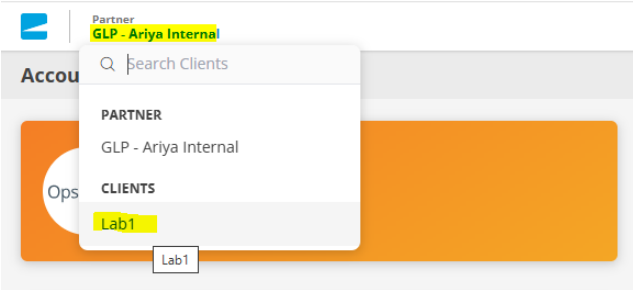 Partner
GLP - Ariya Internal
Accou
Search Clients
PARTNER
GLP - Ariya Internal
Ops
CLIENTS
Lab1
Lab1